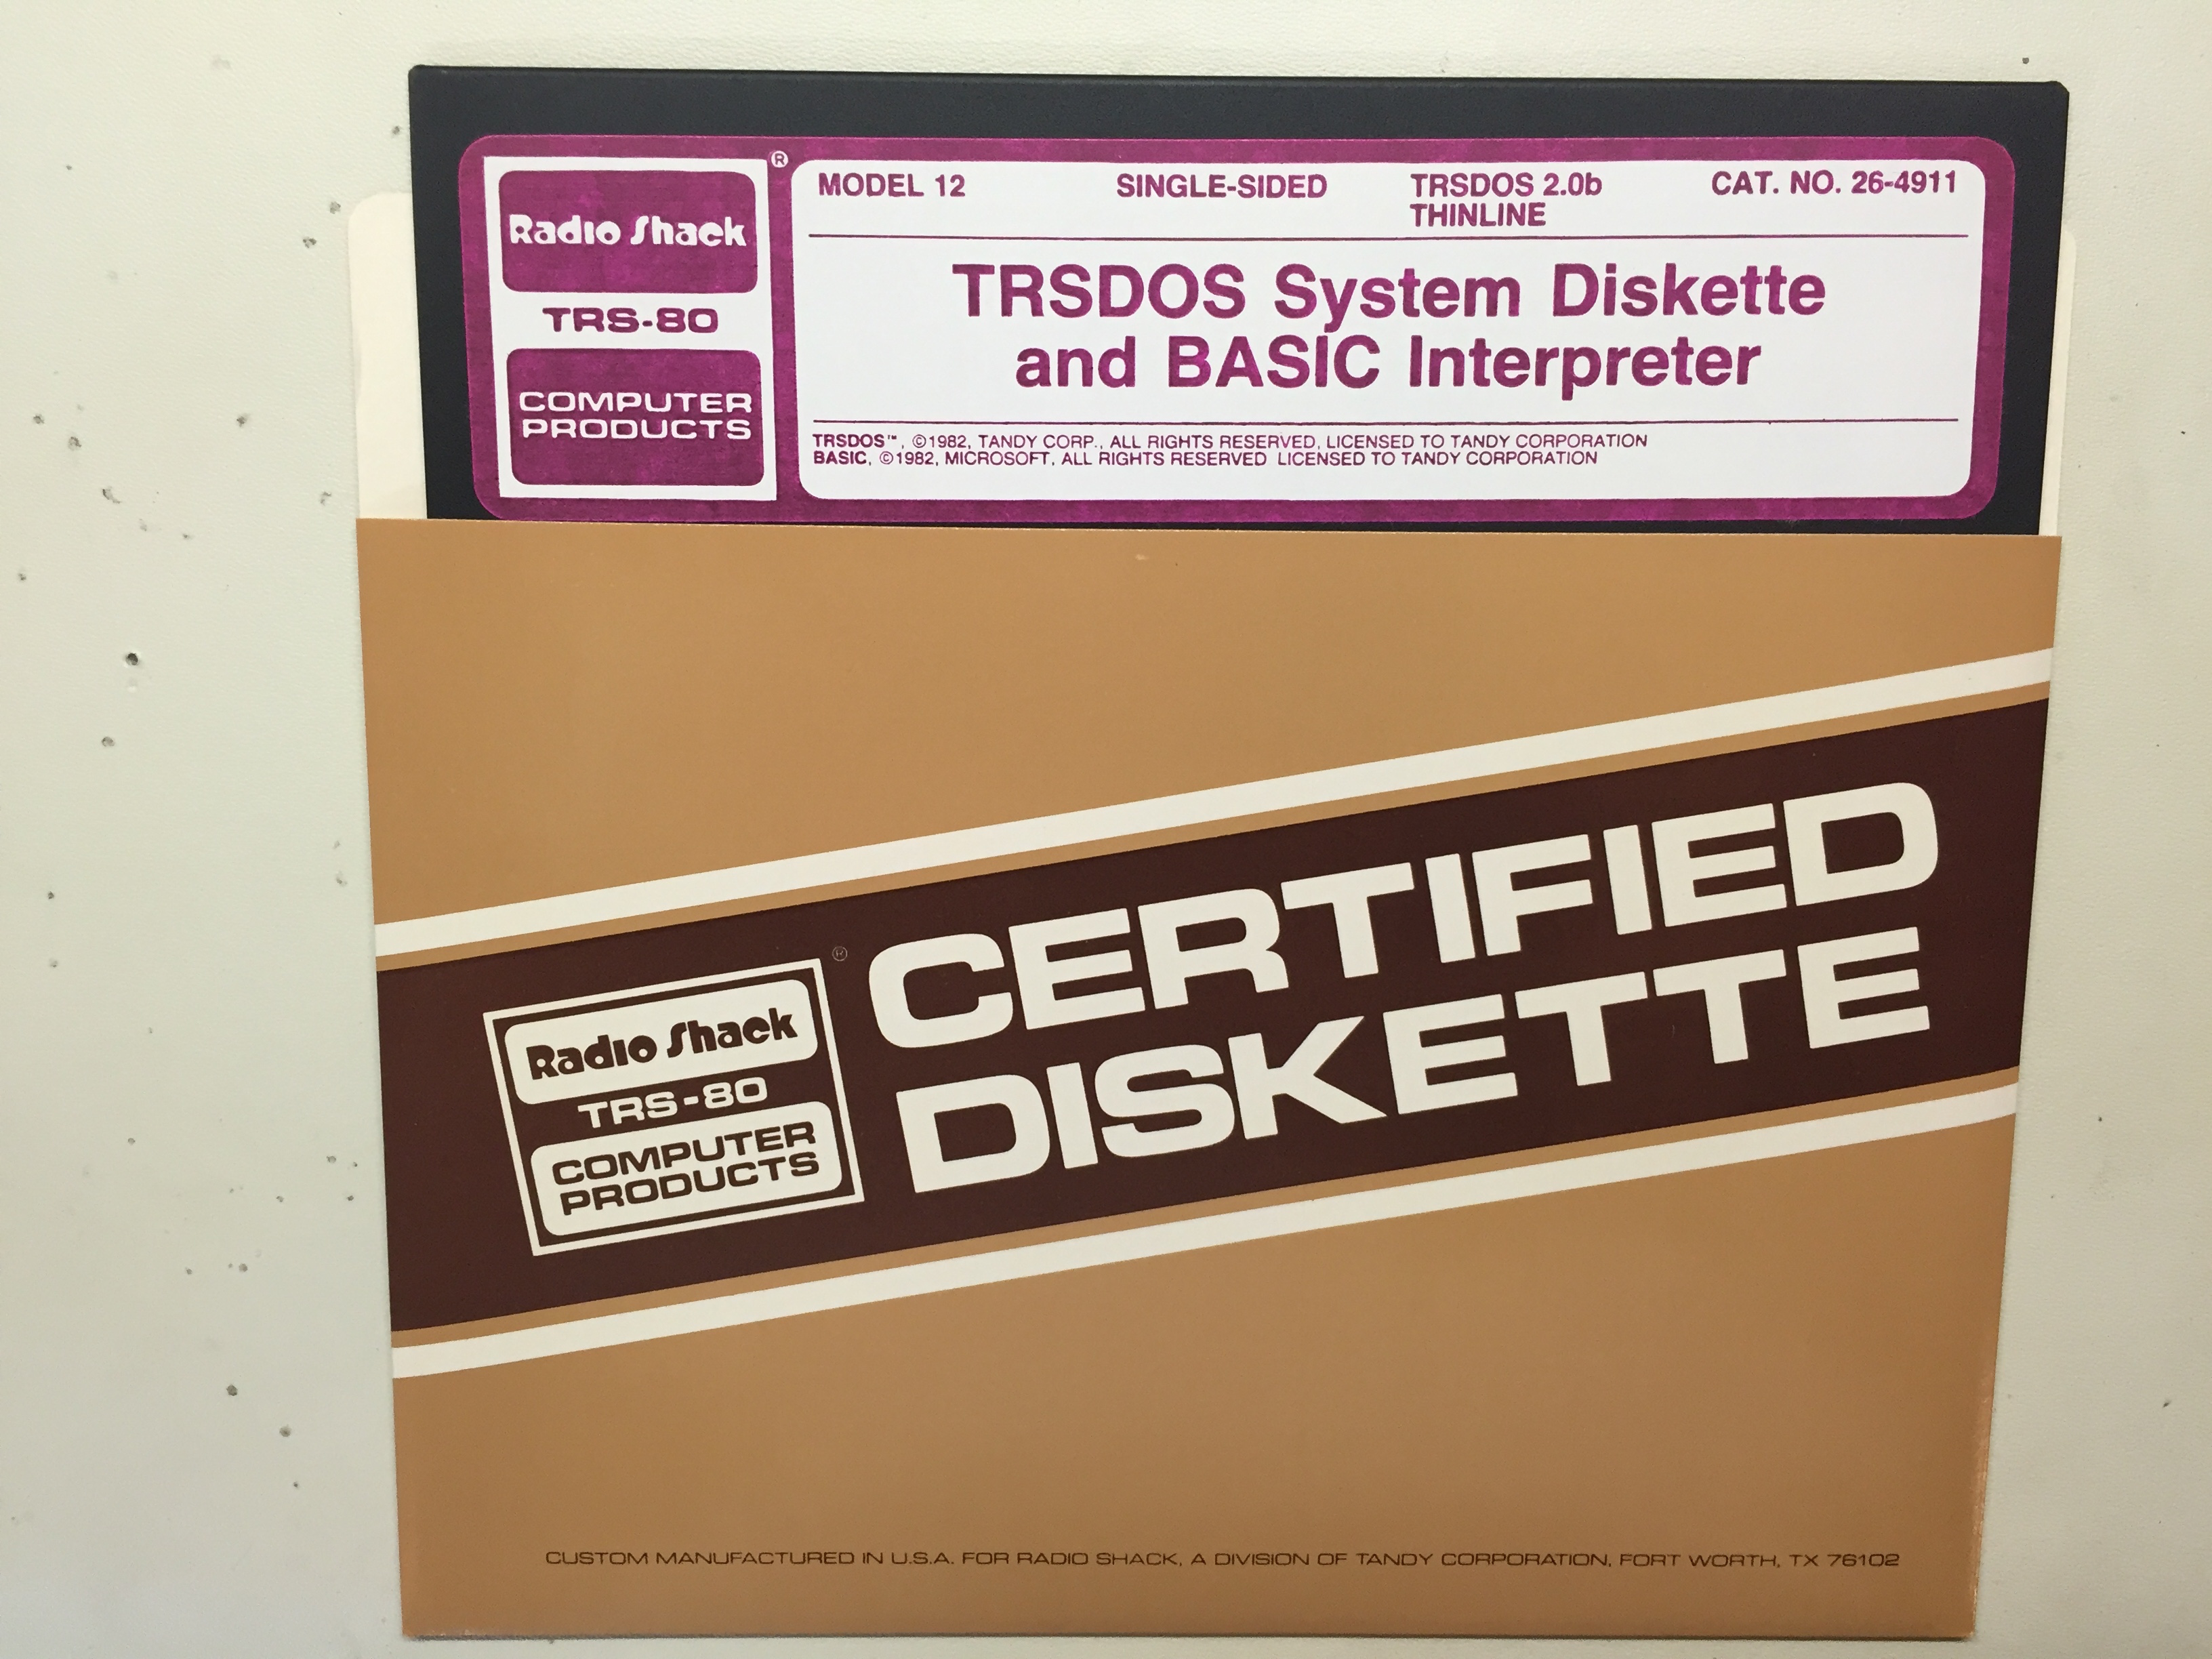 Radio Shack ®
TRS-80
COMPUTER
PRODUCTS
MODEL 12 SINGLE-SIDED TRSDOS 2.0b CAT. NO. 26-4911
THINLINE
TRSDOS System Diskette
and BASIC Interpreter
TRSDOS™, ©1982, TANDY CORP., ALL RIGHTS RESERVED, LICENSED TO TANDY CORPORATION
BASIC, ©1982, MICROSOFT, ALL RIGHTS RESERVED LICENSED TO TANDY CORPORATION
Radio Shack ®
TRS-80
COMPUTER
PRODUCTS
CERTIFIED
DISKETTE
CUSTOM MANUFACTURED IN U.S.A. FOR RADIO SHACK, A DIVISION OF TANDY CORPORATION, FORT WORTH, TX 76102